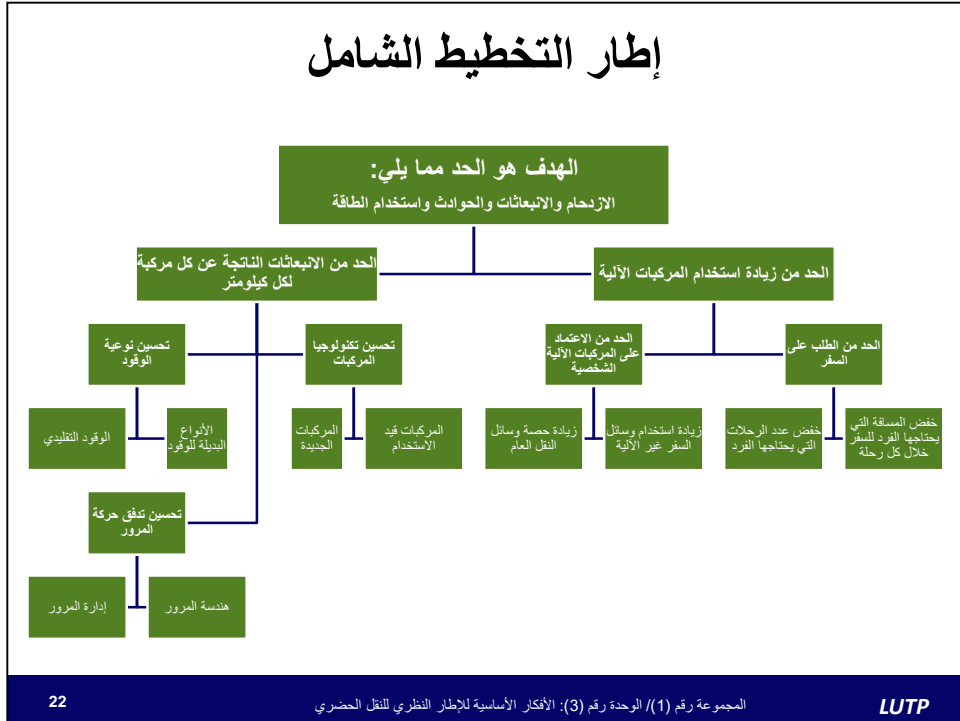 إطار التخطيط الشامل
الهدف هو الحد مما يلي:
الازدحام والانبعاثات والحوادث واستخدام الطاقة
الحد من زيادة استخدام المركبات الآلية
الحد من الانبعاثات الناتجة عن كل مركبة
لكل كيلومتر
الحد من الطلب على
السفر
الحد من الاعتماد
على المركبات الآلية
الشخصية
تحسين تكنولوجيا
المركبات
تحسين نوعية
الوقود
خفض المسافة التي
يحتاجها الفرد للسفر
خلال كل رحلة
خفض عدد الرحلات
التي يحتاجها الفرد
زيادة استخدام وسائل
السفر غير الآلية
زيادة حصة وسائل
النقل العام
المركبات قيد
الاستخدام
المركبات
الجديدة
الأنواع
البديلة للوقود
الوقود التقليدي
تحسين تدفق حركة
المرور
هندسة المرور
إدارة المرور
22
المجموعة رقم (1)/ الوحدة رقم (3): الأفكار الأساسية للإطار النظري للنقل الحضري
LUTP